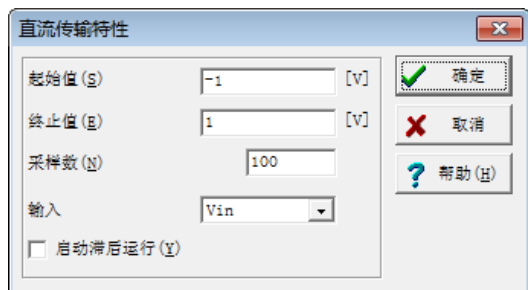 直流传输特性
起始值(S) -1 [V]
终止值(E) 1 [V]
采样数(N) 100
输入 Vin
启动滞后运行(Y)
确定
取消
帮助(H)